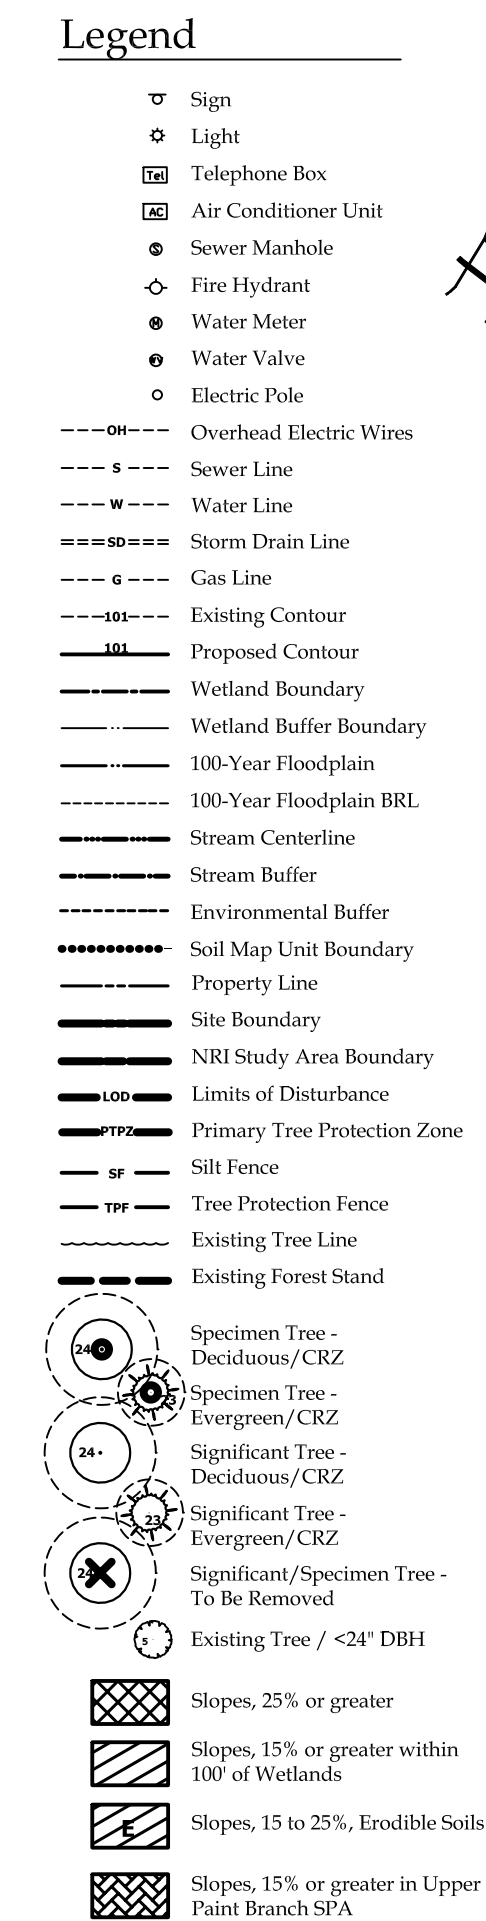 Legend
Sign
Light
Tel Telephone Box
AC Air Conditioner Unit
S Sewer Manhole
Fire Hydrant
M Water Meter
WV Water Valve
Electric Pole
OH Overhead Electric Wires
S Sewer Line
W Water Line
SD Storm Drain Line
G Gas Line
101 Existing Contour
101 Proposed Contour
Wetland Boundary
Wetland Buffer Boundary
100-Year Floodplain
100-Year Floodplain BRL
Stream Centerline
Stream Buffer
Environmental Buffer
Soil Map Unit Boundary
Property Line
Site Boundary
NRI Study Area Boundary
LOD Limits of Disturbance
PTPZ Primary Tree Protection Zone
SF Silt Fence
TPF Tree Protection Fence
Existing Tree Line
Existing Forest Stand
24 Specimen Tree -
Deciduous/CRZ
23 Specimen Tree -
Evergreen/CRZ
24 Significant Tree -
Deciduous/CRZ
23 Significant Tree -
Evergreen/CRZ
24 Significant/Specimen Tree -
To Be Removed
5 Existing Tree / <24" DBH
Slopes, 25% or greater
Slopes, 15% or greater within
100' of Wetlands
E Slopes, 15 to 25%, Erodible Soils
Slopes, 15% or greater in Upper
Paint Branch SPA